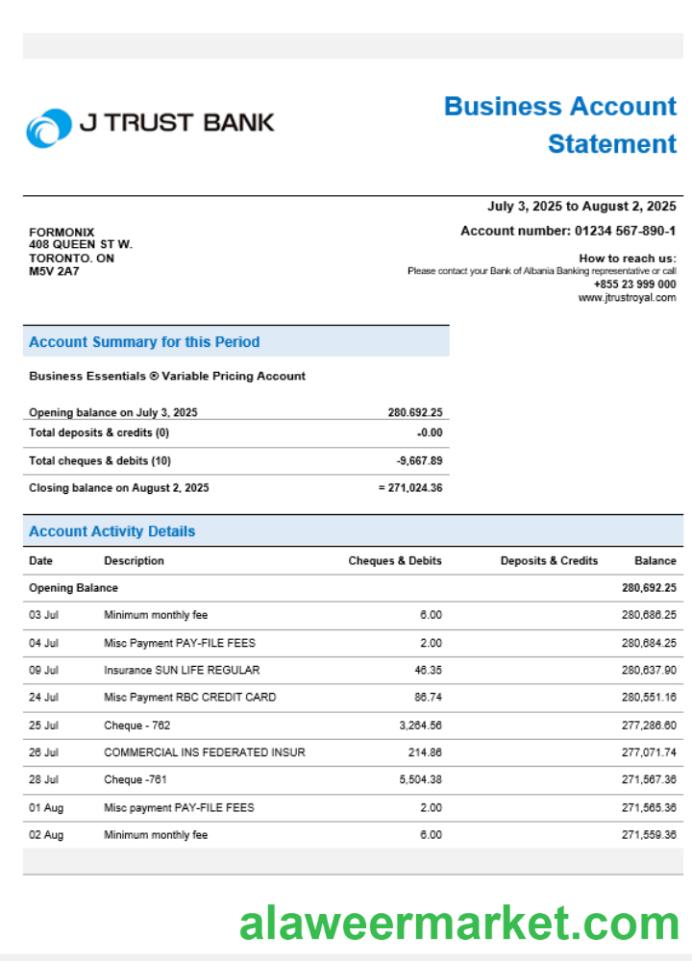 J TRUST BANK
Business Account
Statement
July 3, 2025 to August 2, 2025
Account number: 01234 567-890-1
FORMONIX
408 QUEEN ST W.
TORONTO. ON
M5V 2A7
How to reach us:
Please contact your Bank of Albania Banking representative or call
+855 23 999 000
www.jtrustroyal.com
Account Summary for this Period
Business Essentials ® Variable Pricing Account
Opening balance on July 3, 2025 280.692.25
Total deposits & credits (0) -0.00
Total cheques & debits (10) -9,667.89
Closing balance on August 2, 2025 = 271,024.36
Account Activity Details
Date Description Cheques & Debits Deposits & Credits Balance
Opening Balance 280,692.25
03 Jul Minimum monthly fee 6.00 280,686.25
04 Jul Misc Payment PAY-FILE FEES 2.00 280,684.25
09 Jul Insurance SUN LIFE REGULAR 46.35 280,637.90
24 Jul Misc Payment RBC CREDIT CARD 86.74 280,551.16
25 Jul Cheque - 762 3,264.56 277,286.60
26 Jul COMMERCIAL INS FEDERATED INSUR 214.86 277,071.74
28 Jul Cheque -761 5,504.38 271,567.36
01 Aug Misc payment PAY-FILE FEES 2.00 271,565.36
02 Aug Minimum monthly fee 6.00 271,559.36
alaweermarket.com